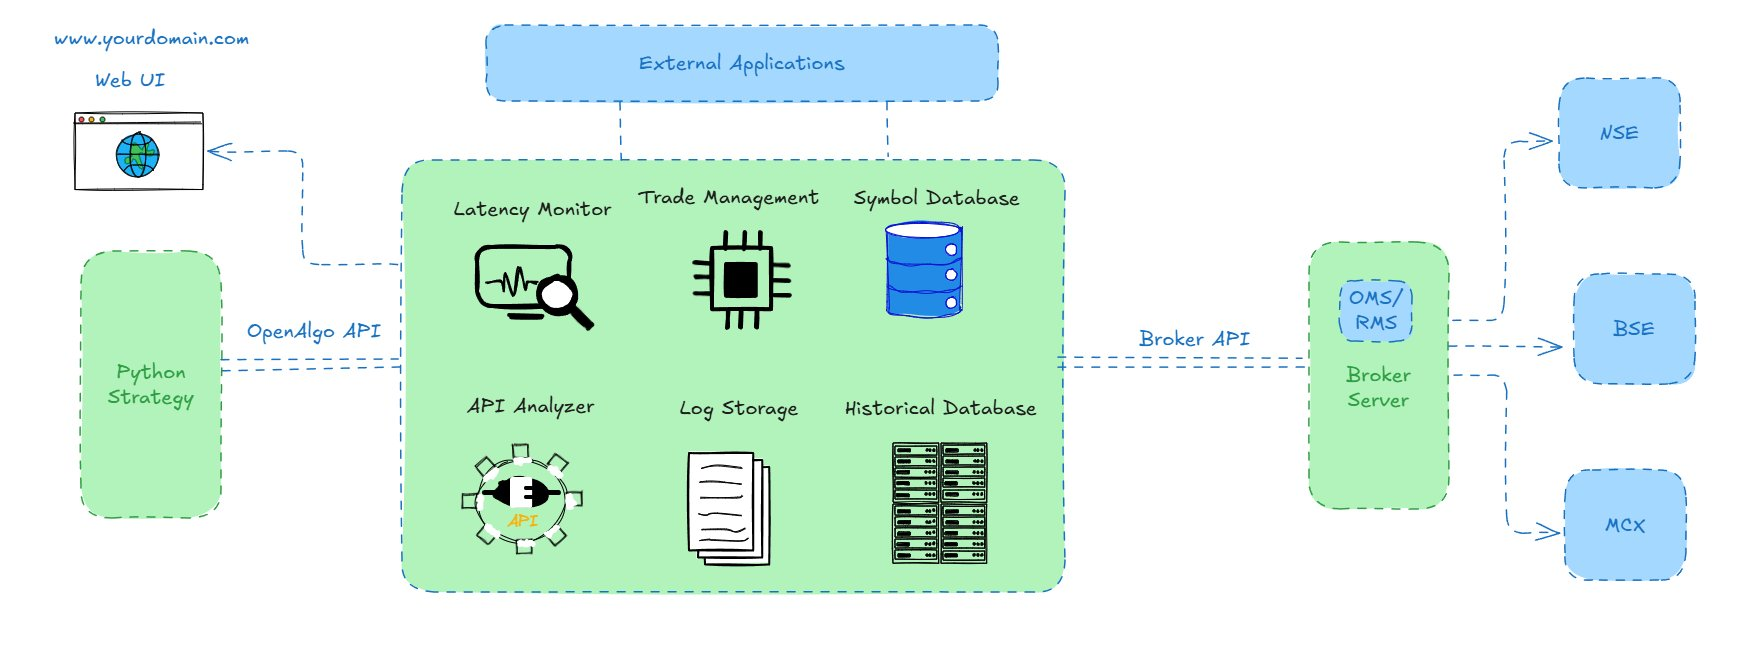 www.yourdomain.com
Web UI
External Applications
NSE
Latency Monitor
Trade Management
Symbol Database
OpenAlgo API
Python
Strategy
Broker API
OMS/
RMS
Broker
Server
BSE
API Analyzer
Log Storage
Historical Database
API
MCX